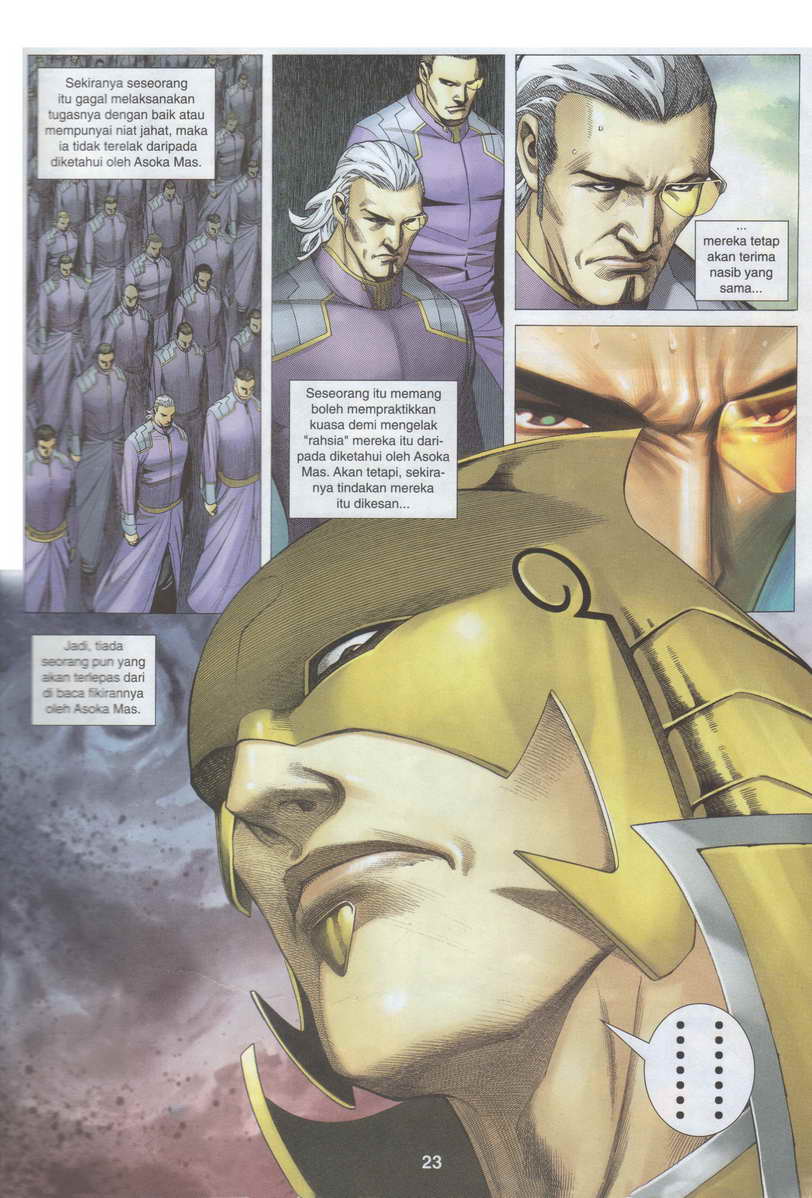 Sekiranya seseorang
itu gagal melaksanakan
tugasnya dengan baik atau
mempunyai niat jahat, maka
ia tidak terelak daripada
diketahui oleh Asoka Mas.
Seseorang itu memang
boleh mempraktikkan
kuasa demi mengelak
"rahsia" mereka itu dari-
pada diketahui oleh Asoka
Mas. Akan tetapi, sekira-
nya tindakan mereka
itu dikesan...
...
mereka tetap
akan terima
nasib yang
sama...
Jadi, tiada
seorang pun yang
akan terlepas dari
di baca fikirannya
oleh Asoka Mas.
.......
.......
23